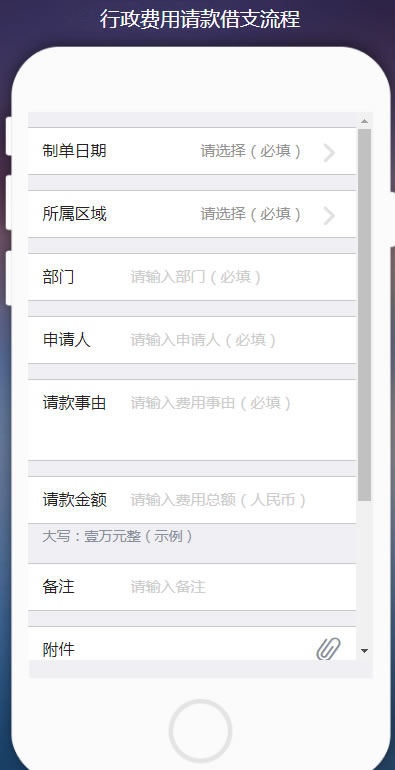 行政费用请款借支流程
制单日期 请选择（必填）
所属区域 请选择（必填）
部门 请输入部门（必填）
申请人 请输入申请人（必填）
请款事由 请输入费用事由（必填）
请款金额 请输入费用总额（人民币）
大写：壹万元整（示例）
备注 请输入备注
附件